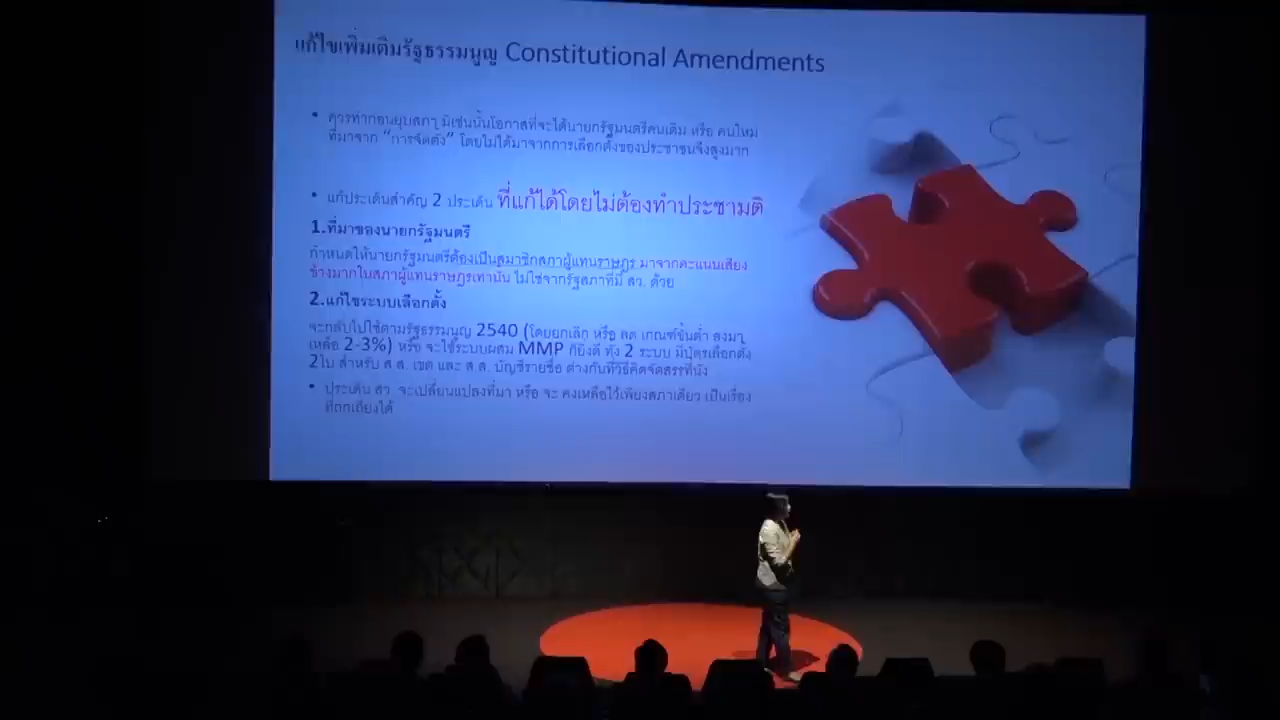 แก้ไขเพิ่มเติมรัฐธรรมนูญ Constitutional Amendments
• ควรทำก่อนยุบสภา มิเช่นนั้นโอกาสที่จะได้นายกรัฐมนตรีคนเดิม หรือ คนใหม่
ที่มาจาก “การจัดตั้ง” โดยไม่ได้มาจากการเลือกตั้งของประชาชนจึงสูงมาก
• แก้ประเด็นสำคัญ 2 ประเด็น ที่แก้ได้โดยไม่ต้องทำประชามติ
1.ที่มาของนายกรัฐมนตรี
กำหนดให้นายกรัฐมนตรีต้องเป็นสมาชิกสภาผู้แทนราษฎร มาจากคะแนนเสียง
ข้างมากในสภาผู้แทนราษฎรเท่านั้น ไม่ใช่จากรัฐสภาที่มี สว. ด้วย
2.แก้ไขระบบเลือกตั้ง
จะกลับไปใช้ตามรัฐธรรมนูญ 2540 (โดยยกเลิก หรือ ลด เกณฑ์ขั้นต่ำ ลงมา
เหลือ 2-3%) หรือ จะใช้ระบบผสม MMP ก็ยังดี ทั้ง 2 ระบบ มีบัตรเลือกตั้ง
2ใบ สำหรับ ส.ส. เขต และ ส.ส. บัญชีรายชื่อ ต่างกันที่วิธีคิดจัดสรรที่นั่ง
• ประเด็น สว. จะเปลี่ยนแปลงที่มา หรือ จะ คงเหลือไว้เพียงสภาเดียว เป็นเรื่อง
ที่ถกเถียงได้